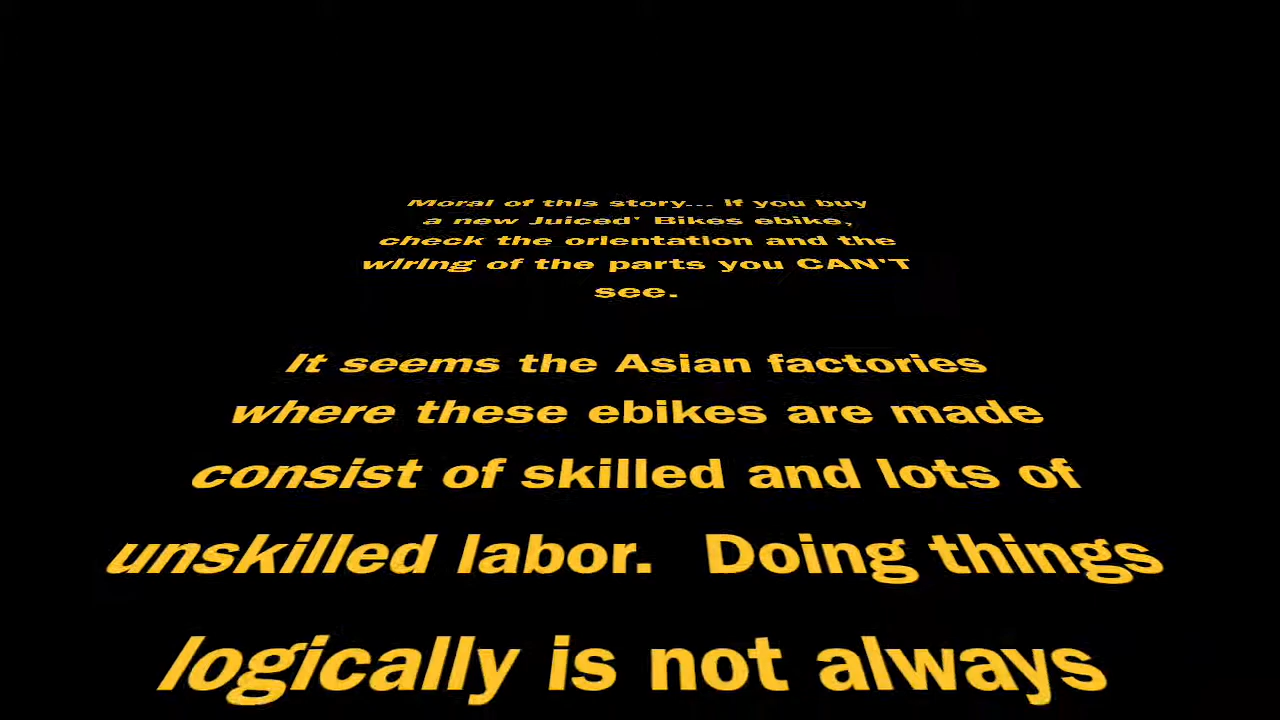 Moral of this story... If you buy
a new Juiced' Bikes ebike,
check the orientation and the
wiring of the parts you CAN'T
see.
It seems the Asian factories
where these ebikes are made
consist of skilled and lots of
unskilled labor.  Doing things
logically is not always